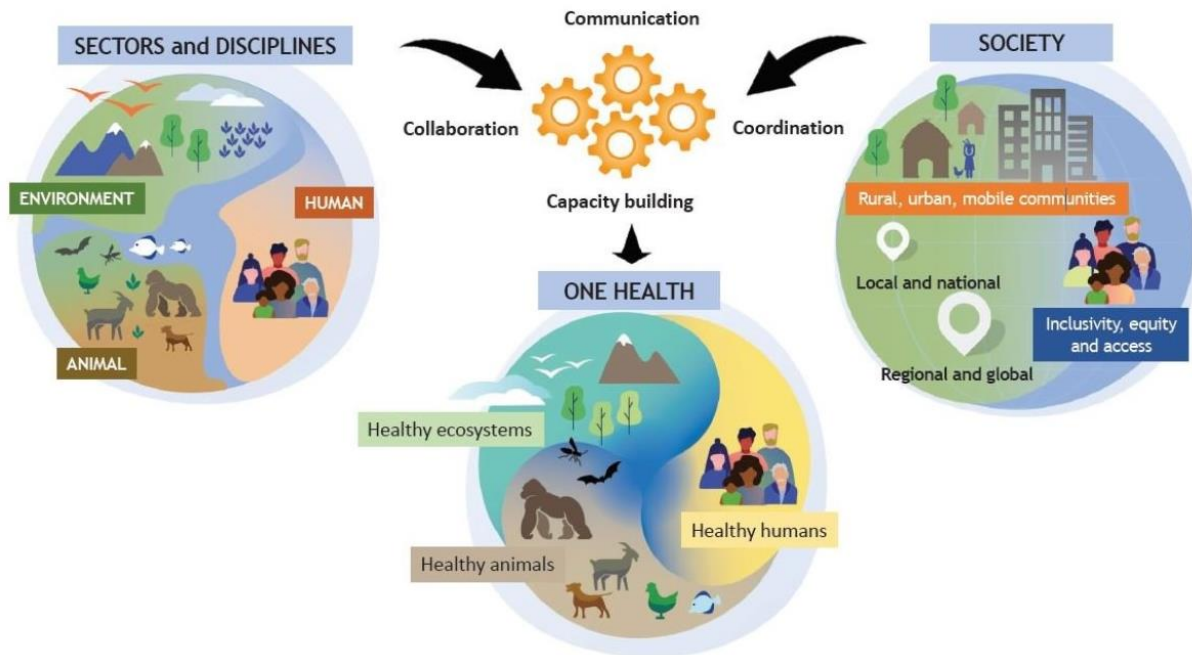 Communication
SECTORS and DISCIPLINES
SOCIETY
Collaboration
Coordination
ENVIRONMENT
HUMAN
Rural, urban, mobile communities
Capacity building
Local and national
ONE HEALTH
Inclusivity, equity
and access
ANIMAL
Regional and global
Healthy ecosystems
Healthy humans
Healthy animals